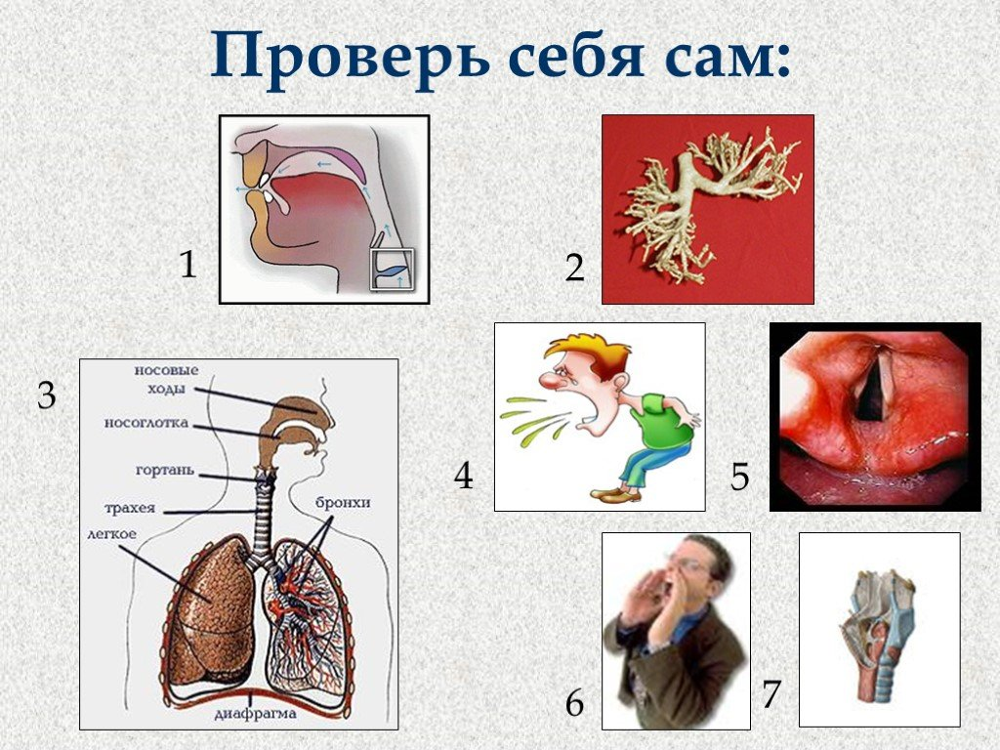 Проверь себя сам:
1
2
3
носовые
ходы
носоглотка
гортань
трахея
бронхи
легкое
диафрагма
4
5
6
7